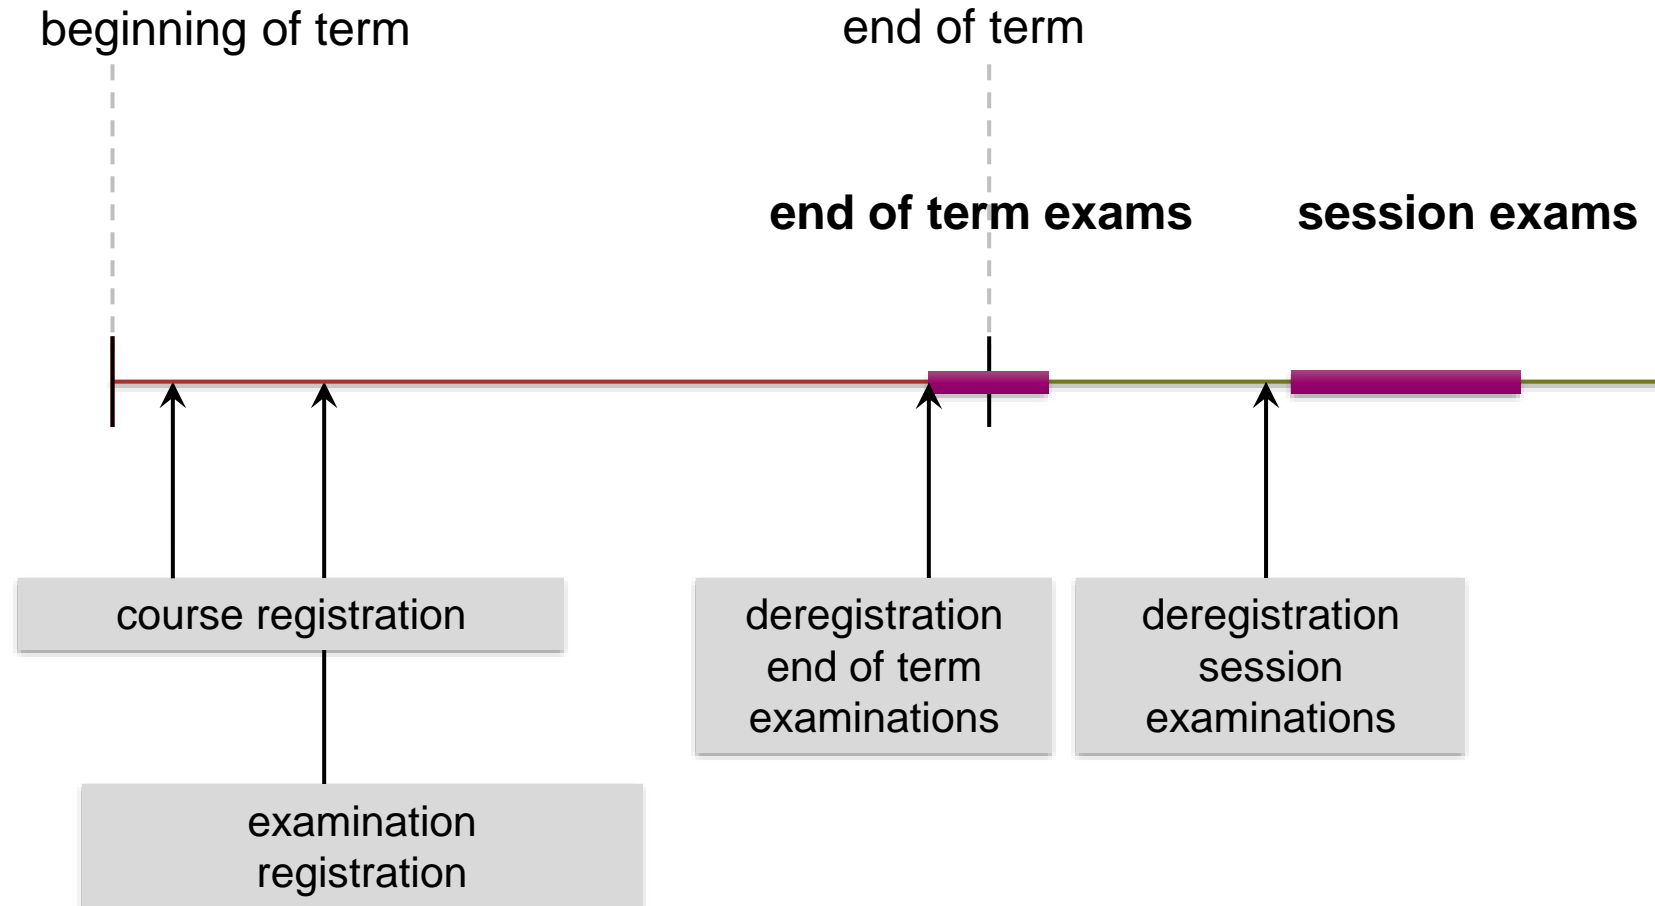 beginning of term
end of term
end of term exams
session exams
course registration
deregistration
end of term
examinations
deregistration
session
examinations
examination
registration